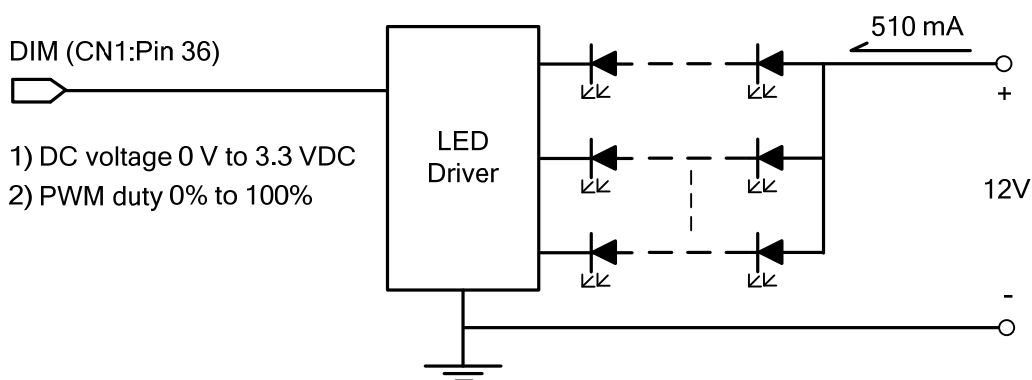 510 mA
DIM (CN1:Pin 36)
+
1) DC voltage 0 V to 3.3 VDC
2) PWM duty 0% to 100%
LED
Driver
12V
-